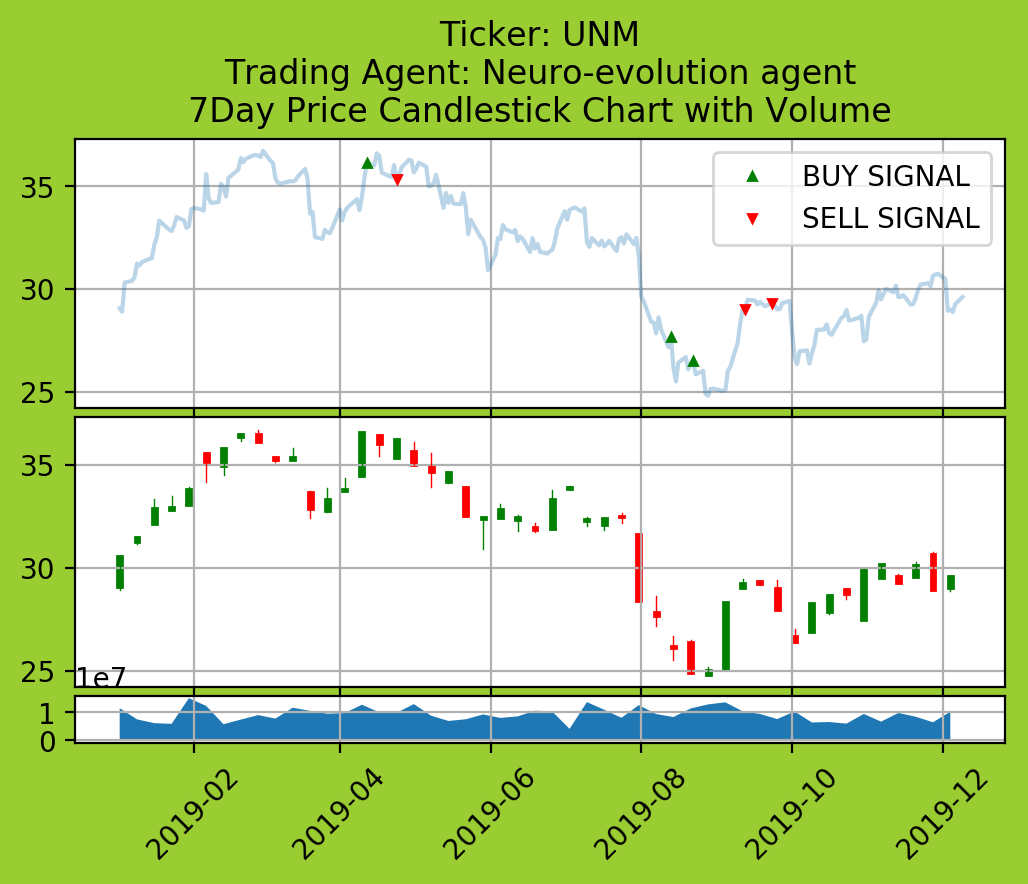 Ticker: UNM
Trading Agent: Neuro-evolution agent
7Day Price Candlestick Chart with Volume
BUY SIGNAL
SELL SIGNAL
35
30
25
35
30
25
1e7
1
0
2019-02
2019-04
2019-06
2019-08
2019-10
2019-12